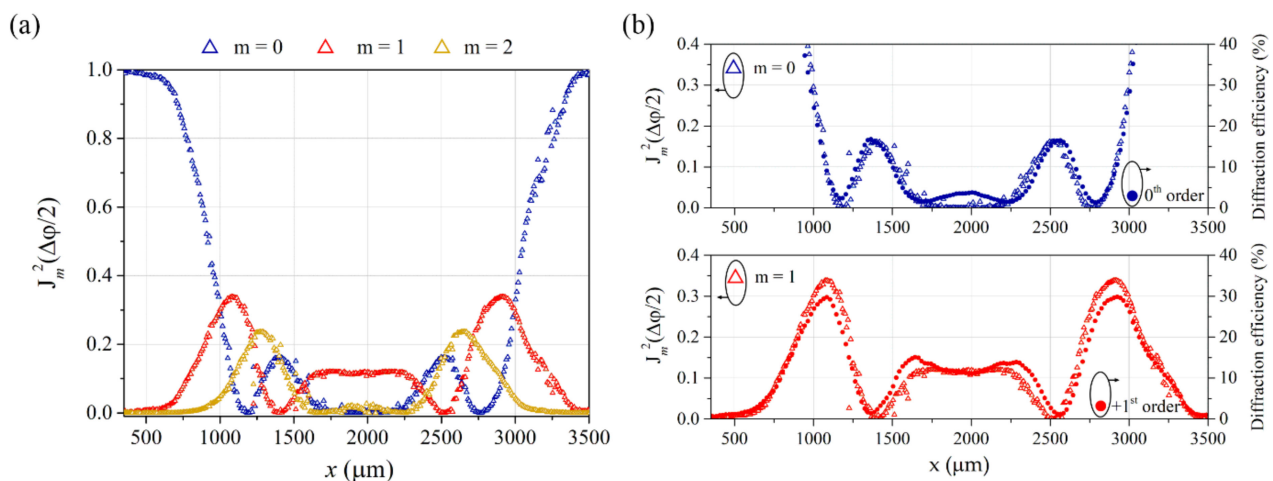 (a)
m = 0 m = 1 m = 2
J_m^2(Δφ/2)
1.0
0.8
0.6
0.4
0.2
0.0
500 1000 1500 2000 2500 3000 3500
x (μm)
(b)
m = 0
J_m^2(Δφ/2)
0.4
0.3
0.2
0.1
0.0
40
30
20
10
0
Diffraction efficiency (%)
0th order
500 1000 1500 2000 2500 3000 3500
m = 1
J_m^2(Δφ/2)
0.4
0.3
0.2
0.1
0.0
40
30
20
10
0
Diffraction efficiency (%)
+1st order
500 1000 1500 2000 2500 3000 3500
x (μm)